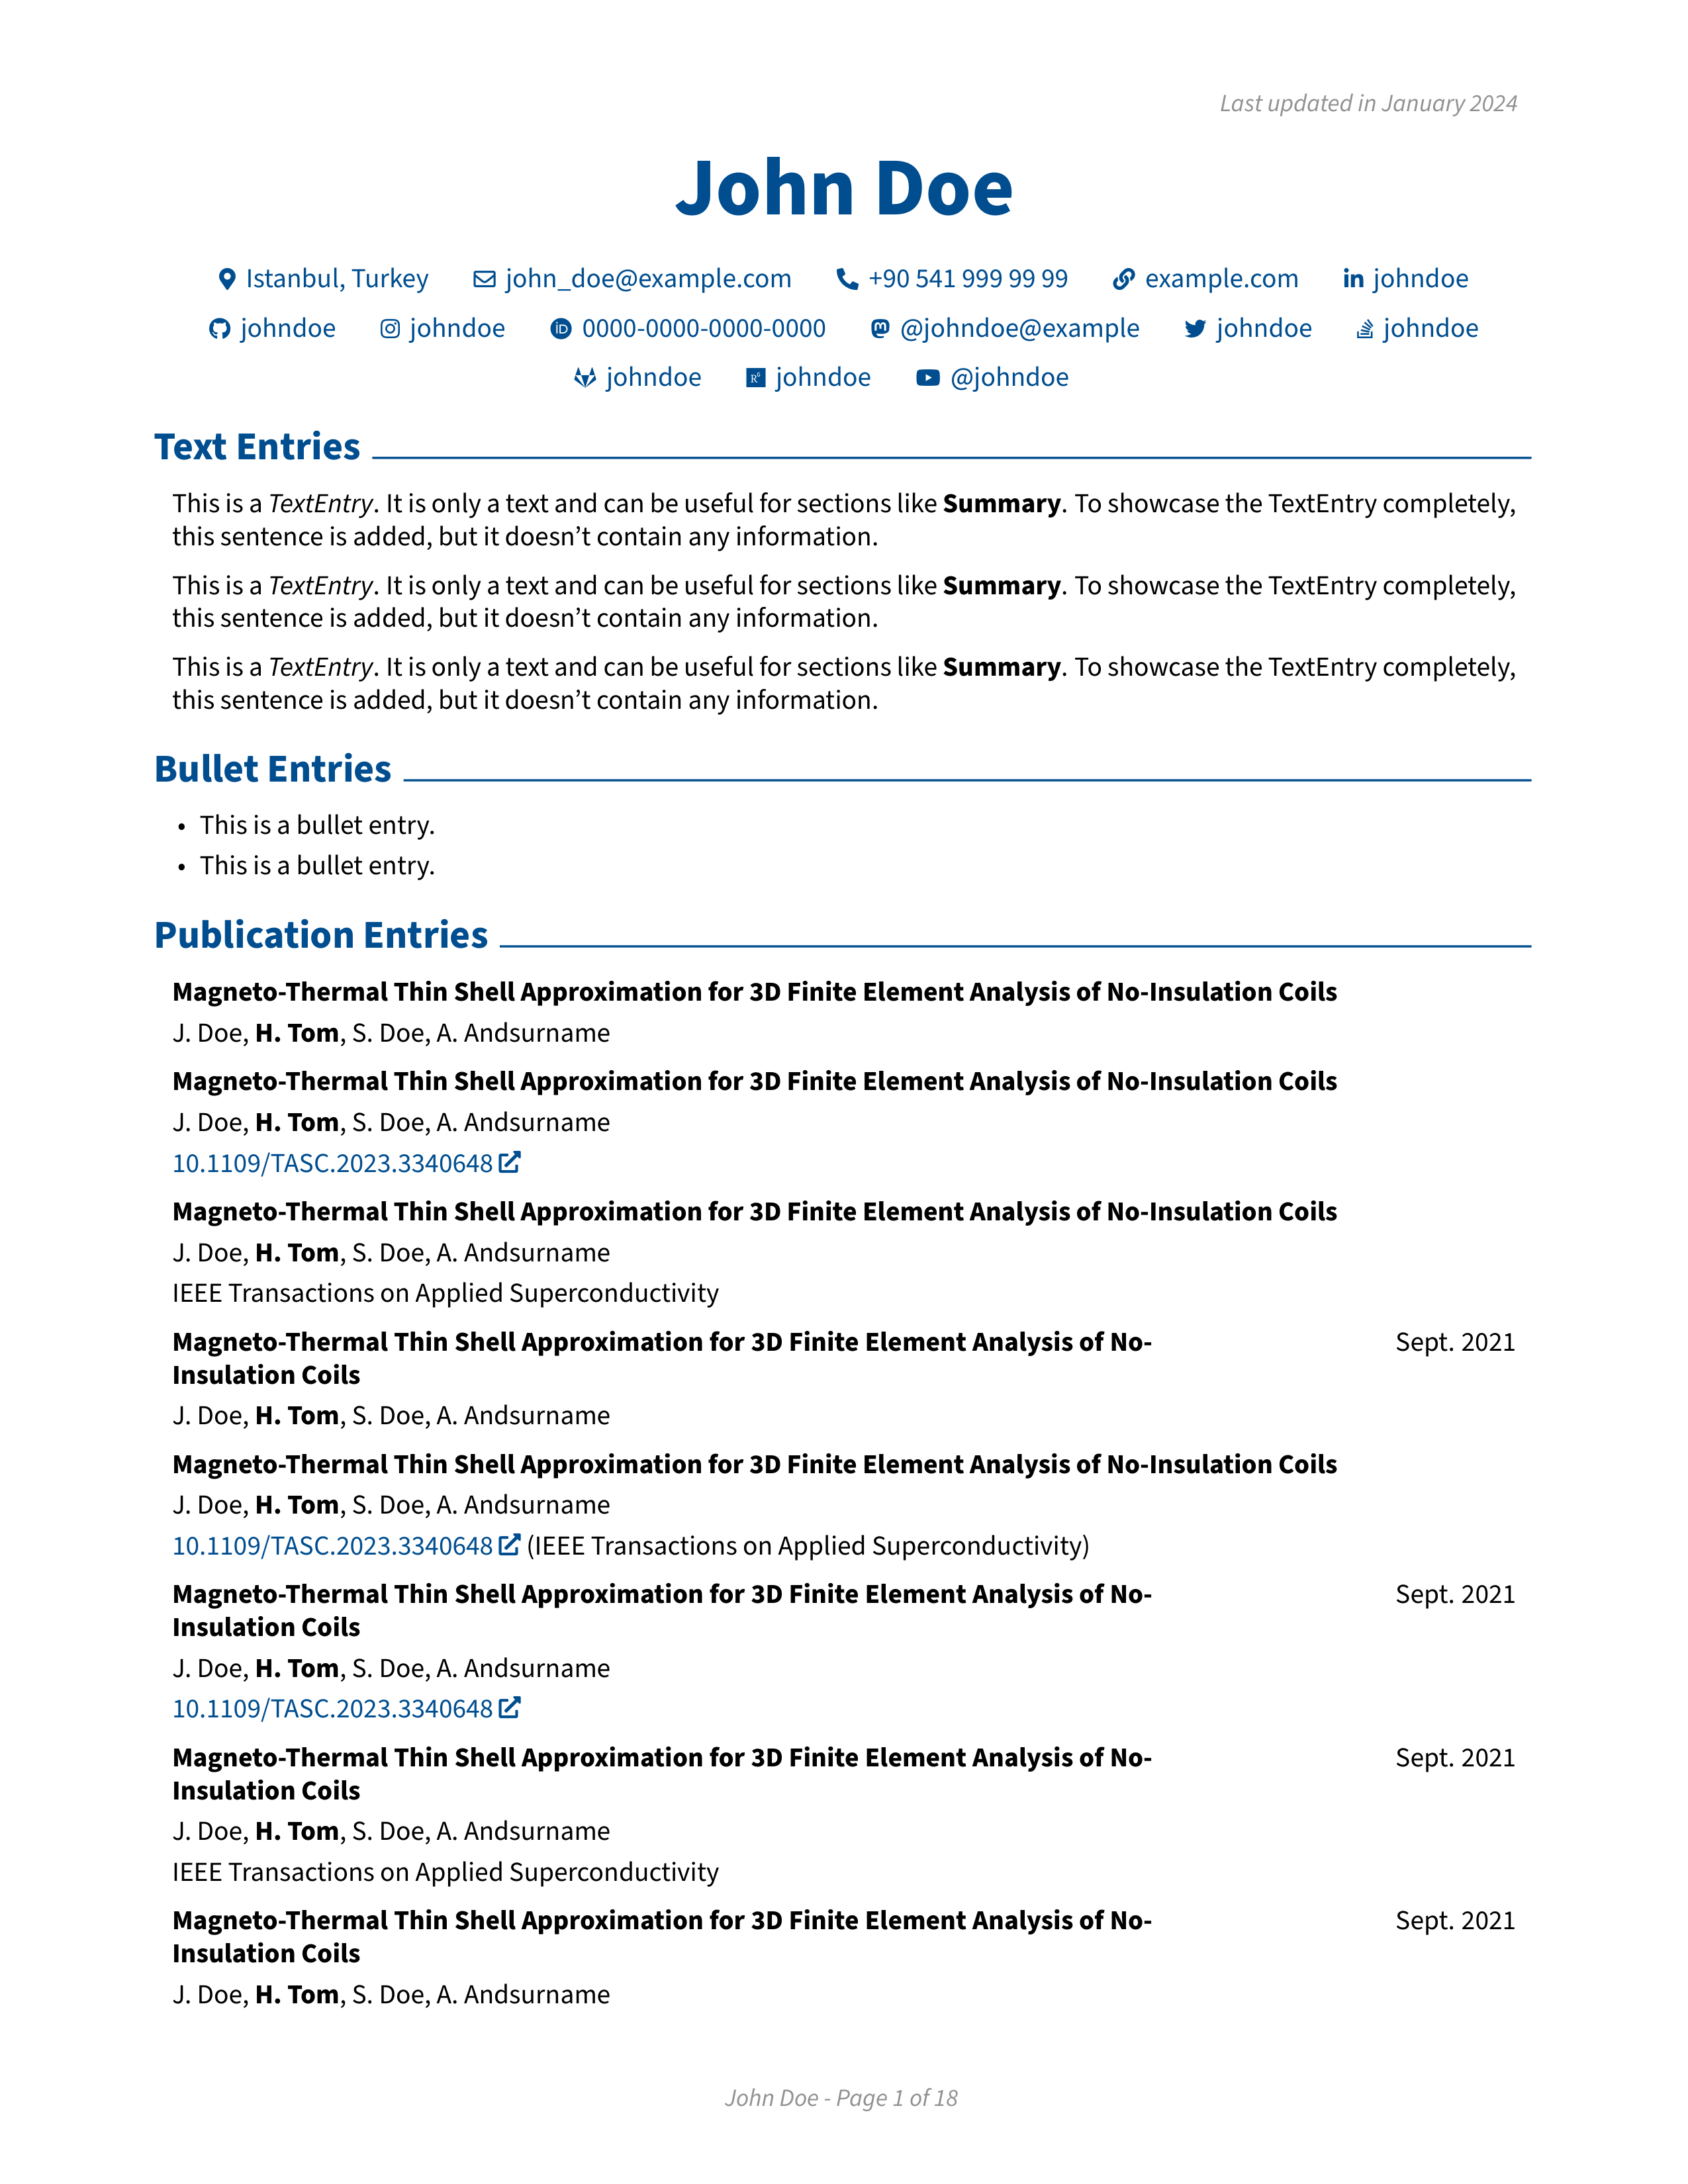 Last updated in January 2024
John Doe
Istanbul, Turkey john_doe@example.com +90 541 999 99 99 example.com johndoe
johndoe johndoe 0000-0000-0000-0000 @johndoe@example johndoe johndoe
johndoe johndoe @johndoe
Text Entries
This is a TextEntry. It is only a text and can be useful for sections like Summary. To showcase the TextEntry completely,
this sentence is added, but it doesn’t contain any information.
This is a TextEntry. It is only a text and can be useful for sections like Summary. To showcase the TextEntry completely,
this sentence is added, but it doesn’t contain any information.
This is a TextEntry. It is only a text and can be useful for sections like Summary. To showcase the TextEntry completely,
this sentence is added, but it doesn’t contain any information.
Bullet Entries
• This is a bullet entry.
• This is a bullet entry.
Publication Entries
Magneto-Thermal Thin Shell Approximation for 3D Finite Element Analysis of No-Insulation Coils
J. Doe, H. Tom, S. Doe, A. Andsurname
Magneto-Thermal Thin Shell Approximation for 3D Finite Element Analysis of No-Insulation Coils
J. Doe, H. Tom, S. Doe, A. Andsurname
10.1109/TASC.2023.3340648
Magneto-Thermal Thin Shell Approximation for 3D Finite Element Analysis of No-Insulation Coils
J. Doe, H. Tom, S. Doe, A. Andsurname
IEEE Transactions on Applied Superconductivity
Magneto-Thermal Thin Shell Approximation for 3D Finite Element Analysis of No- Sept. 2021
Insulation Coils
J. Doe, H. Tom, S. Doe, A. Andsurname
Magneto-Thermal Thin Shell Approximation for 3D Finite Element Analysis of No-Insulation Coils
J. Doe, H. Tom, S. Doe, A. Andsurname
10.1109/TASC.2023.3340648 (IEEE Transactions on Applied Superconductivity)
Magneto-Thermal Thin Shell Approximation for 3D Finite Element Analysis of No- Sept. 2021
Insulation Coils
J. Doe, H. Tom, S. Doe, A. Andsurname
10.1109/TASC.2023.3340648
Magneto-Thermal Thin Shell Approximation for 3D Finite Element Analysis of No- Sept. 2021
Insulation Coils
J. Doe, H. Tom, S. Doe, A. Andsurname
IEEE Transactions on Applied Superconductivity
Magneto-Thermal Thin Shell Approximation for 3D Finite Element Analysis of No- Sept. 2021
Insulation Coils
J. Doe, H. Tom, S. Doe, A. Andsurname
John Doe - Page 1 of 18